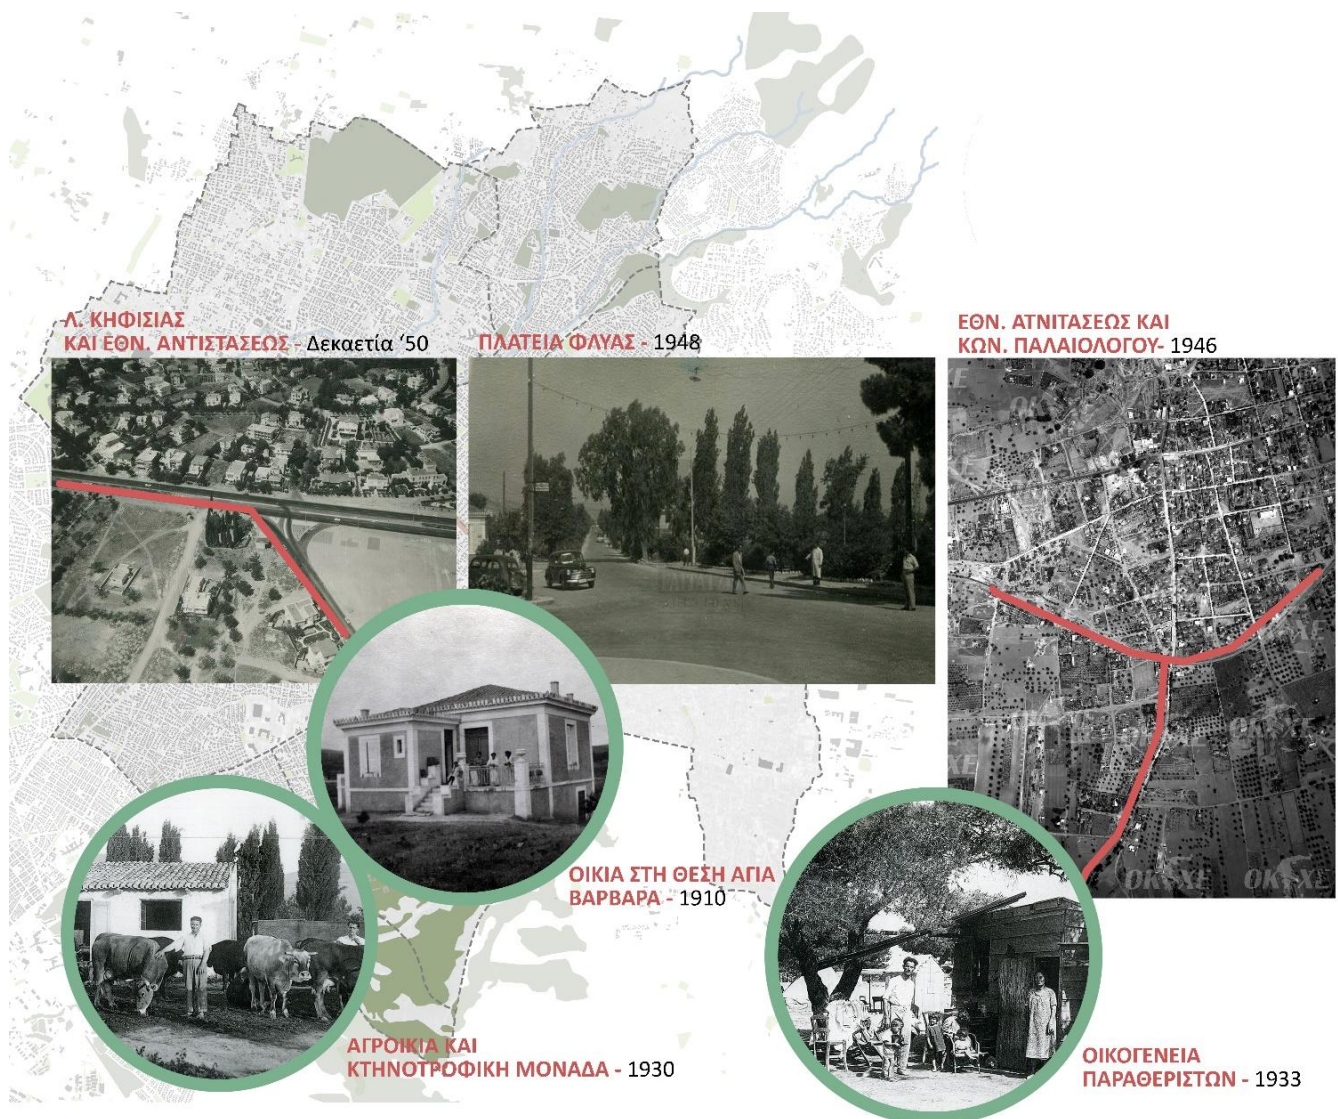 Λ. ΚΗΦΙΣΙΑΣ
ΚΑΙ ΕΘΝ. ΑΝΤΙΣΤΑΣΕΩΣ - Δεκαετία ‘50
ΠΛΑΤΕΙΑ ΦΛΥΑΣ - 1948
ΕΘΝ. ΑΤΝΙΤΑΣΕΩΣ ΚΑΙ
ΚΩΝ. ΠΑΛΑΙΟΛΟΓΟΥ- 1946
ΟΙΚΙΑ ΣΤΗ ΘΕΣΗ ΑΓΙΑ
ΒΑΡΒΑΡΑ - 1910
ΑΓΡΟΙΚΙΑ ΚΑΙ
ΚΤΗΝΟΤΡΟΦΙΚΗ ΜΟΝΑΔΑ - 1930
ΟΙΚΟΓΕΝΕΙΑ
ΠΑΡΑΘΕΡΙΣΤΩΝ - 1933